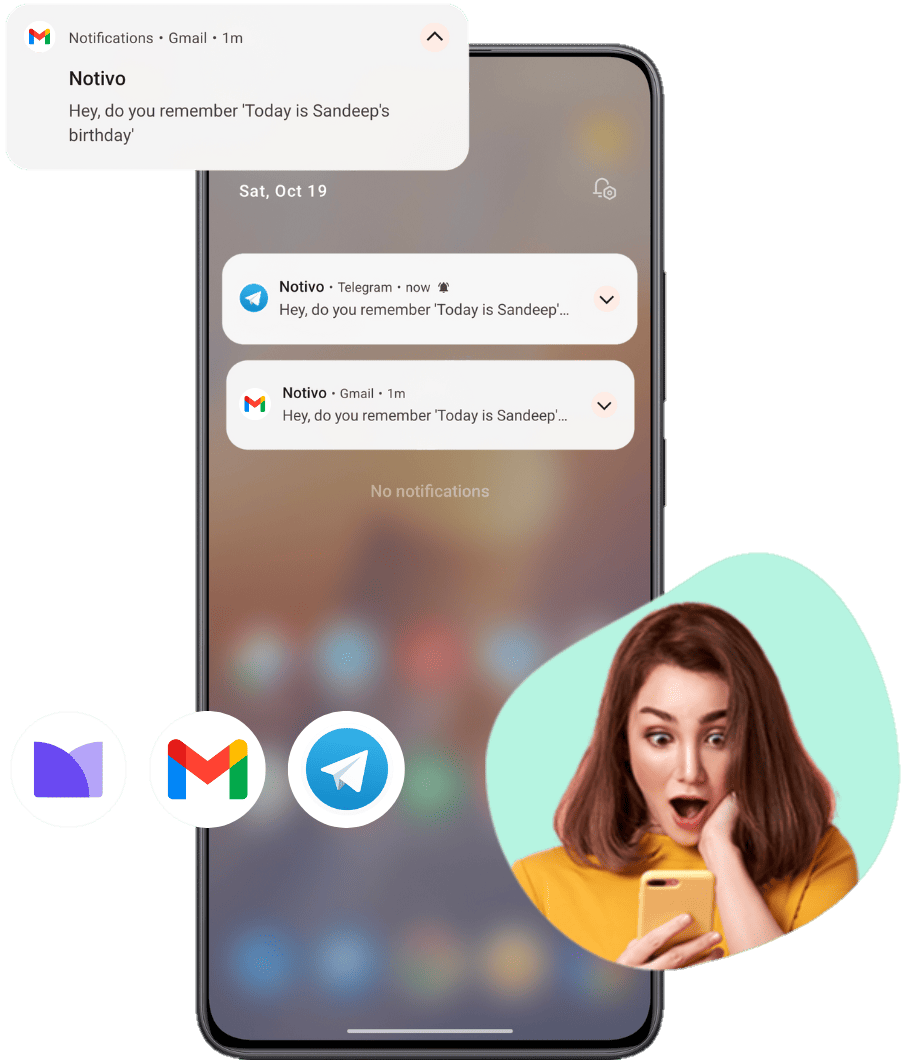 Notifications • Gmail • 1m
Notivo
Hey, do you remember 'Today is Sandeep's
birthday'
Sat, Oct 19
Notivo • Telegram • now
Hey, do you remember 'Today is Sandeep'...
Notivo • Gmail • 1m
Hey, do you remember 'Today is Sandeep'...
No notifications